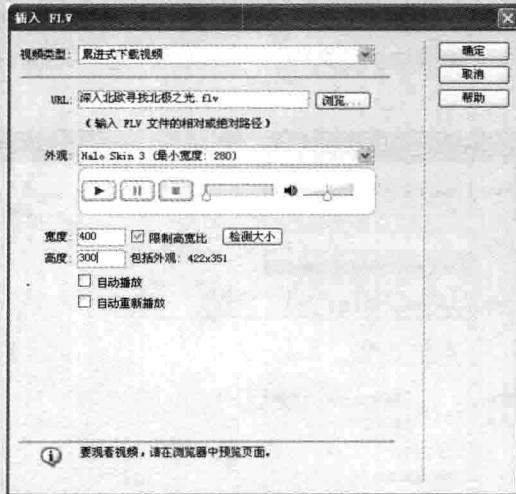 插入 FLV
视频类型: 累进式下载视频
确定
取消
帮助
URL: 深入北欧寻找北极之光.flv 浏览...
(输入 FLV 文件的相对或绝对路径)
外观: Halo Skin 3 (最小宽度: 280)
宽度: 400 限制高宽比 检测大小
高度: 300 包括外观: 422x351
自动播放
自动重新播放
要观看视频,请在浏览器中预览页面。